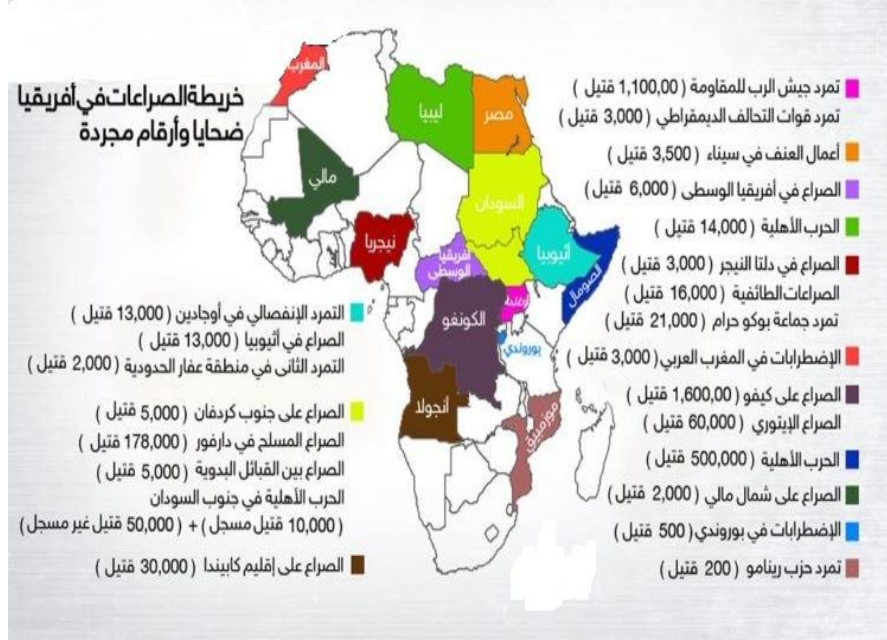 خريطة الصراعات في أفريقيا
ضحايا وأرقام مجردة
المغرب
ليبيا
مصر
مالي
السودان
نيجريا
أفريقيا
الوسطى
أثيوبيا
الصومال
أوغندا
الكونغو
بوروندي
أنجولا
موزمبيق
تمرد جيش الرب للمقاومة (1,100,00 قتيل)
تمرد قوات التحالف الديمقراطي (3,000 قتيل)
أعمال العنف في سيناء (3,500 قتيل)
الصراع في أفريقيا الوسطى (6,000 قتيل)
الحرب الأهلية (14,000 قتيل)
الصراع في دلتا النيجر (3,000 قتيل)
الصراعات الطائفية (16,000 قتيل)
تمرد جماعة بوكو حرام (21,000 قتيل)
الإضطرابات في المغرب العربي (3,000 قتيل)
الصراع على كيفو (1,600,00 قتيل)
الصراع الإيتوري (60,000 قتيل)
الحرب الأهلية (500,000 قتيل)
الصراع على شمال مالي (2,000 قتيل)
الإضطرابات في بوروندي (500 قتيل)
تمرد حزب رينامو (200 قتيل)
التمرد الإنفصالي في أوجادين (13,000 قتيل)
الصراع في أثيوبيا (13,000 قتيل)
التمرد الثانى في منطقة عفار الحدودية (2,000 قتيل)
الصراع على جنوب كردفان (5,000 قتيل)
الصراع المسلح في دارفور (178,000 قتيل)
الصراع بين القبائل البدوية (5,000 قتيل)
الحرب الأهلية في جنوب السودان
(10,000 قتيل مسجل) + (50,000 قتيل غير مسجل)
الصراع على إقليم كابيندا (30,000 قتيل)